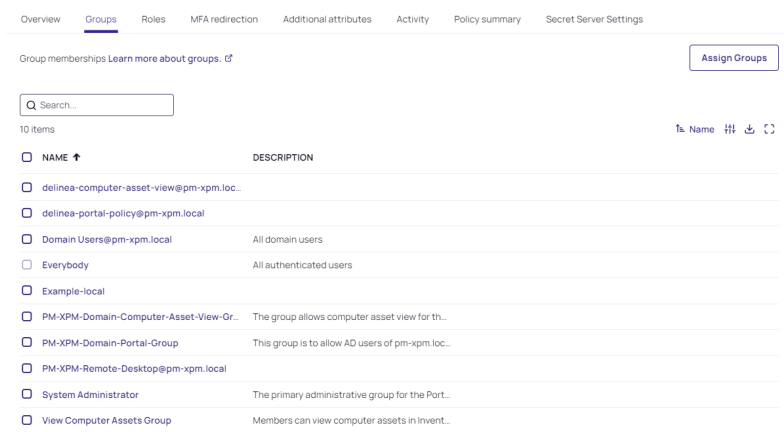 Overview Groups Roles MFA redirection Additional attributes Activity Policy summary Secret Server Settings
Group memberships Learn more about groups.
Assign Groups
Search...
10 items
Name
NAME DESCRIPTION
delinea-computer-asset-view@pm-xpm.loc...
delinea-portal-policy@pm-xpm.local
Domain Users@pm-xpm.local All domain users
Everybody All authenticated users
Example-local
PM-XPM-Domain-Computer-Asset-View-Gr... The group allows computer asset view for th...
PM-XPM-Domain-Portal-Group This group is to allow AD users of pm-xpm.loc...
PM-XPM-Remote-Desktop@pm-xpm.local
System Administrator The primary administrative group for the Port...
View Computer Assets Group Members can view computer assets in Invent...